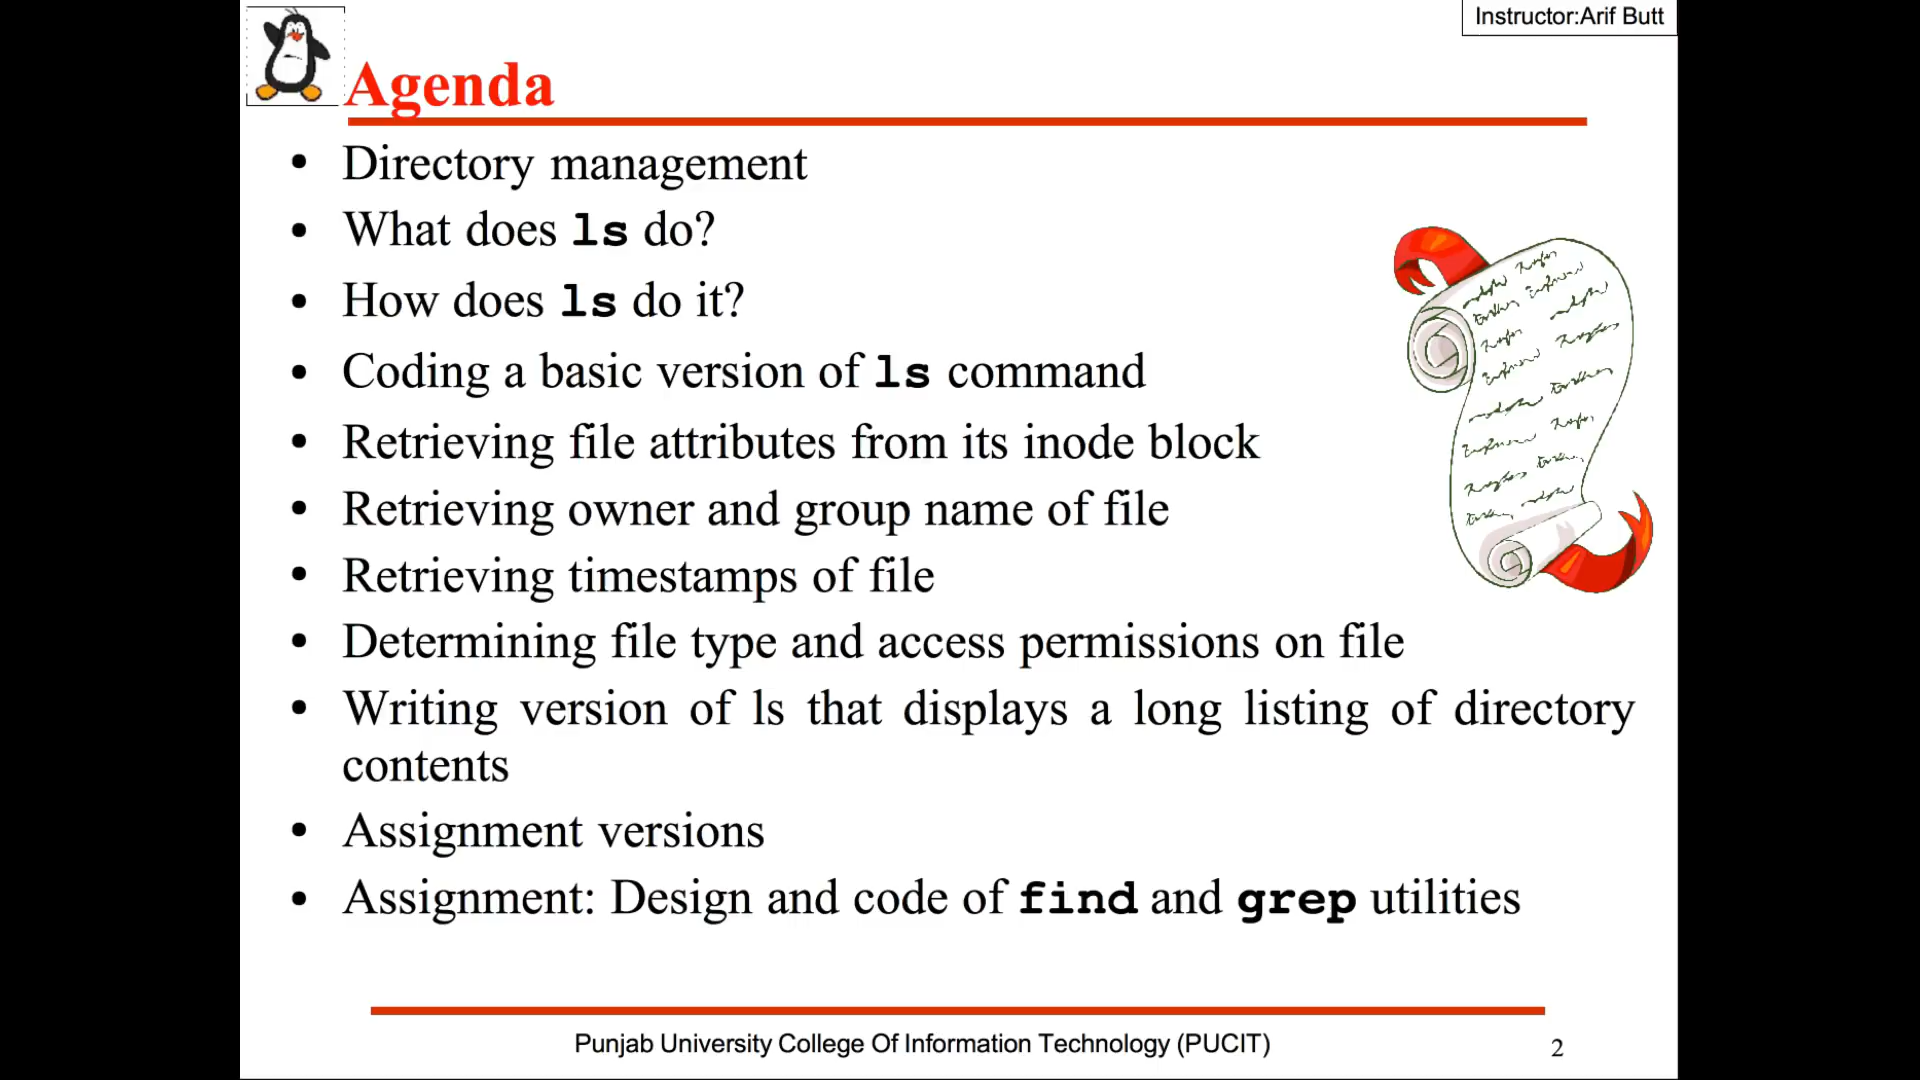 Instructor:Arif Butt
Agenda
• Directory management
• What does ls do?
• How does ls do it?
• Coding a basic version of ls command
• Retrieving file attributes from its inode block
• Retrieving owner and group name of file
• Retrieving timestamps of file
• Determining file type and access permissions on file
• Writing version of ls that displays a long listing of directory
contents
• Assignment versions
• Assignment: Design and code of find and grep utilities
Punjab University College Of Information Technology (PUCIT)
2